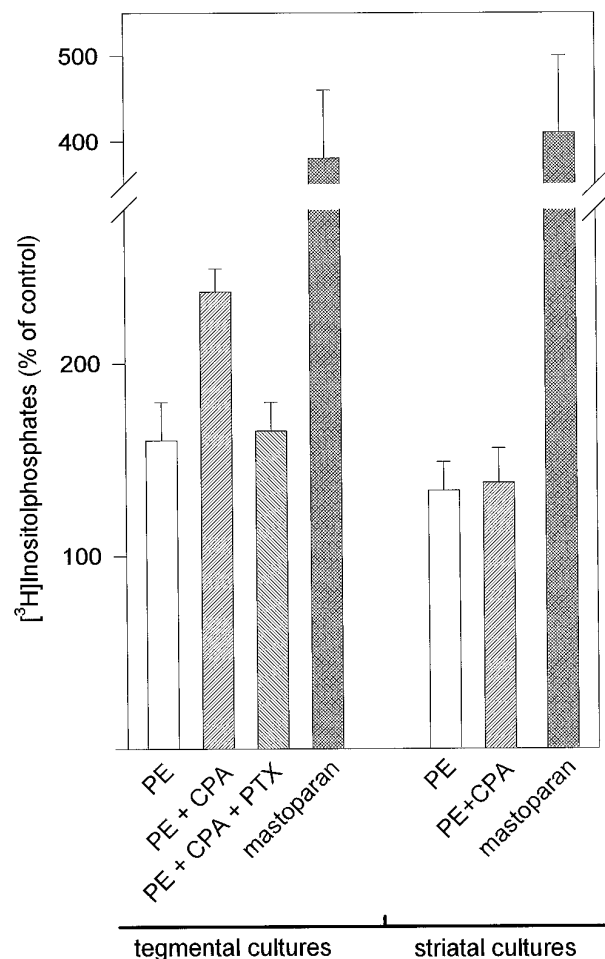 [³H]Inositolphosphates (% of control)
500
400
200
100
PE
PE + CPA
PE + CPA + PTX
mastoparan
PE
PE+CPA
mastoparan
tegmental cultures
striatal cultures